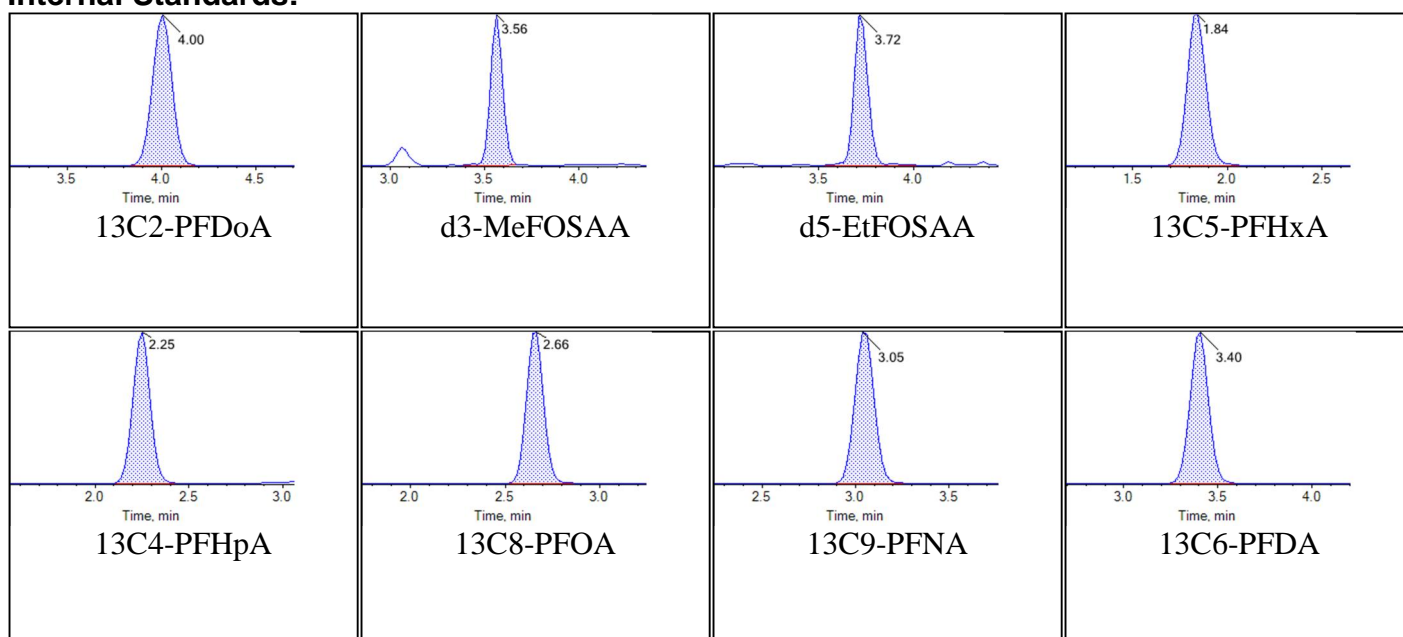 Internal Standards:
4.00
3.5 4.0 4.5
Time, min
13C2-PFDoA
3.56
3.0 3.5 4.0
Time, min
d3-MeFOSAA
3.72
3.5 4.0
Time, min
d5-EtFOSAA
1.84
1.5 2.0 2.5
Time, min
13C5-PFHxA
2.25
2.0 2.5 3.0
Time, min
13C4-PFHpA
2.66
2.0 2.5 3.0
Time, min
13C8-PFOA
3.05
2.5 3.0 3.5
Time, min
13C9-PFNA
3.40
3.0 3.5 4.0
Time, min
13C6-PFDA